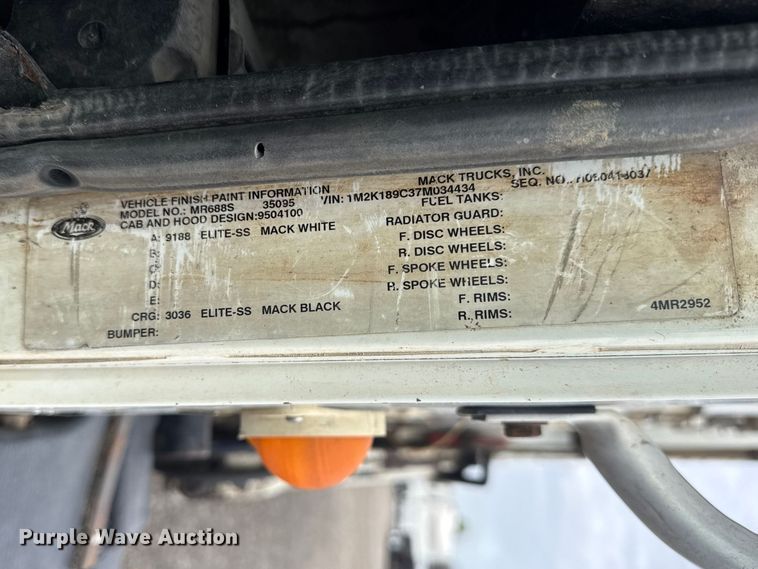 MACK TRUCKS, INC.
VEHICLE FINISH PAINT INFORMATION
MODEL NO.: MR688S 35095 VIN: 1M2K189C37M034434 SEQ. NO.:
CAB AND HOOD DESIGN:9504100 FUEL TANKS:
Mack
A: 9188 ELITE-SS MACK WHITE RADIATOR GUARD:
B: F. DISC WHEELS:
C: R. DISC WHEELS:
D: F. SPOKE WHEELS:
R. SPOKE WHEELS:
E: F. RIMS:
CRG: 3036 ELITE-SS MACK BLACK R. RIMS: 4MR2952
BUMPER:
Purple Wave Auction